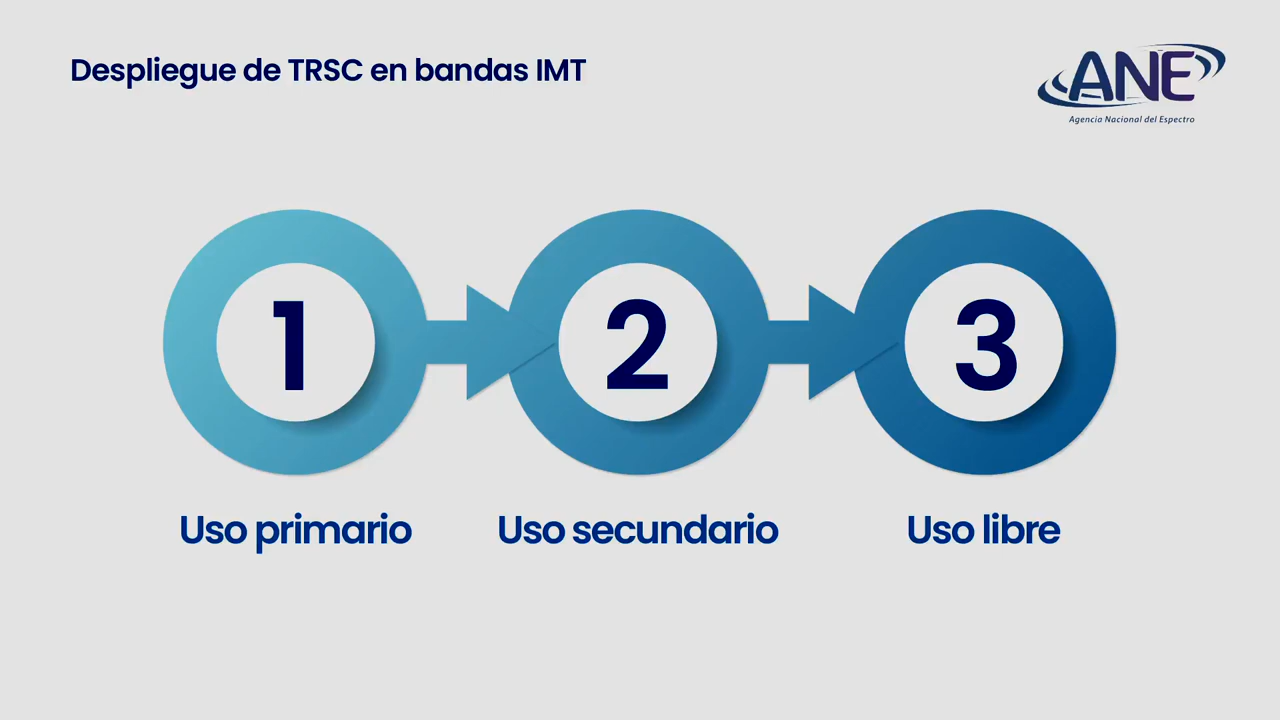 Despliegue de TRSC en bandas IMT
ANE
Agencia Nacional del Espectro
1
2
3
Uso primario
Uso secundario
Uso libre